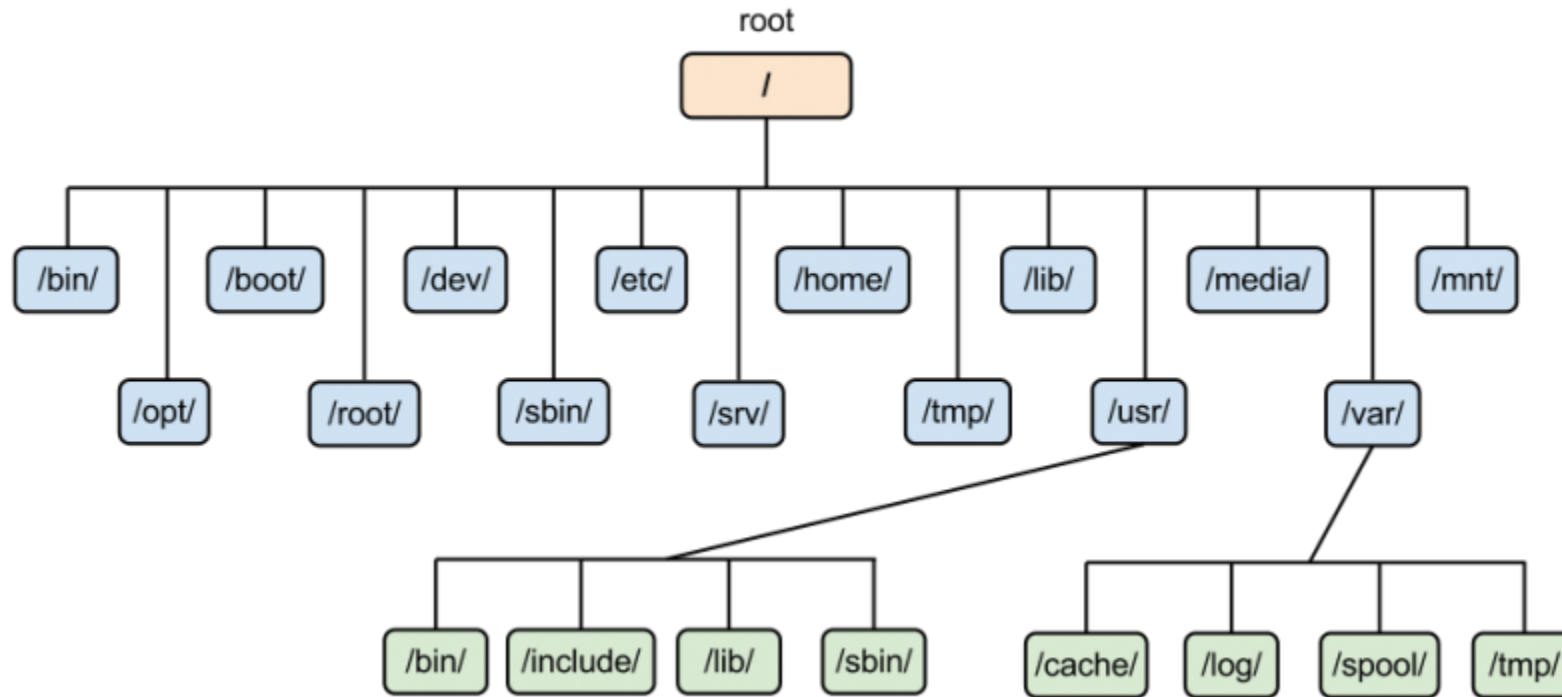 root
/
/bin/ /boot/ /dev/ /etc/ /home/ /lib/ /media/ /mnt/
/opt/ /root/ /sbin/ /srv/ /tmp/ /usr/ /var/
/bin/ /include/ /lib/ /sbin/ /cache/ /log/ /spool/ /tmp/